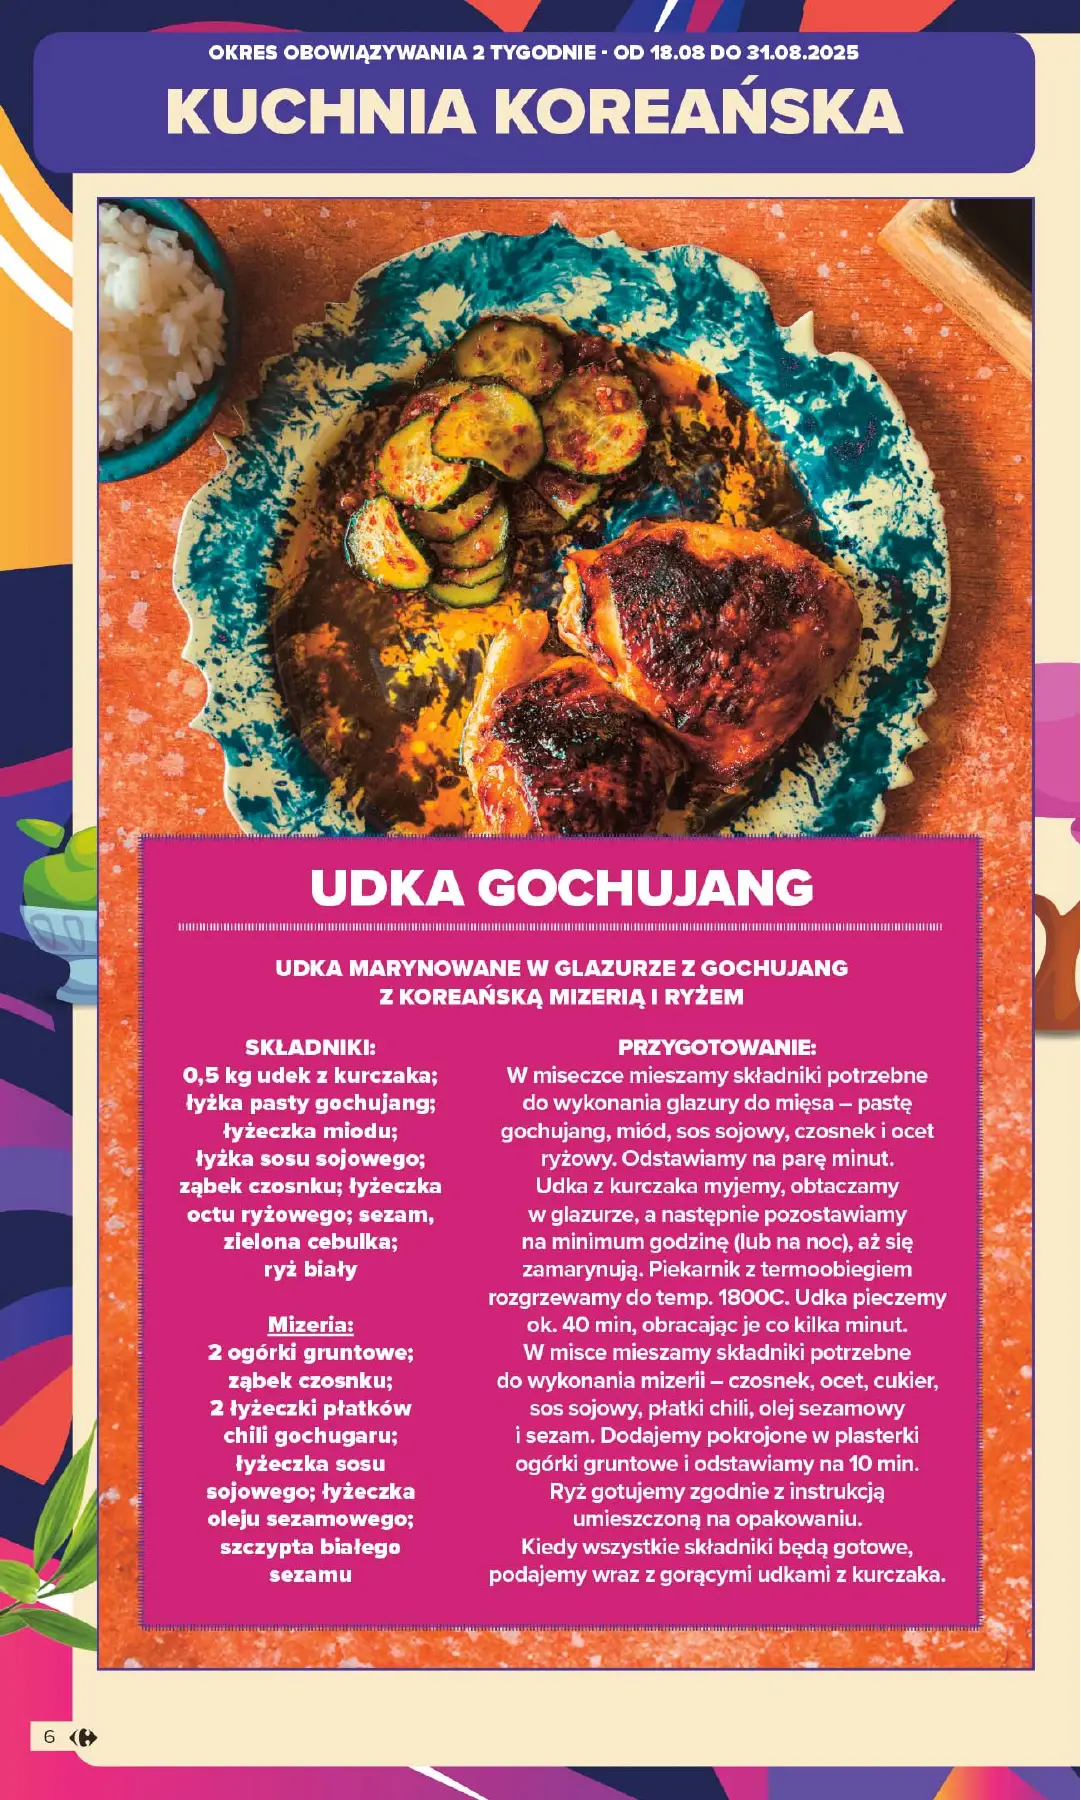 OKRES OBOWIĄZYWANIA 2 TYGODNIE • OD 18.08 DO 31.08.2025
KUCHNIA KOREAŃSKA
UDKA GOCHUJANG
UDKA MARYNOWANE W GLAZURZE Z GOCHUJANG
Z KOREAŃSKĄ MIZERIĄ I RYŻEM
SKŁADNIKI:
0,5 kg udek z kurczaka;
łyżka pasty gochujang;
łyżeczka miodu;
łyżka sosu sojowego;
ząbek czosnku; łyżeczka
octu ryżowego; sezam,
zielona cebulka;
ryż biały
Mizeria:
2 ogórki gruntowe;
ząbek czosnku;
2 łyżeczki płatków
chili gochugaru;
łyżeczka sosu
sojowego; łyżeczka
oleju sezamowego;
szczypta białego
sezamu
PRZYGOTOWANIE:
W miseczce mieszamy składniki potrzebne
do wykonania glazury do mięsa – pastę
gochujang, miód, sos sojowy, czosnek i ocet
ryżowy. Odstawiamy na parę minut.
Udka z kurczaka myjemy, obtaczamy
w glazurze, a następnie pozostawiamy
na minimum godzinę (lub na noc), aż się
zamarynują. Piekarnik z termoobiegiem
rozgrzewamy do temp. 1800C. Udka pieczemy
ok. 40 min, obracając je co kilka minut.
W misce mieszamy składniki potrzebne
do wykonania mizerii – czosnek, ocet, cukier,
sos sojowy, płatki chili, olej sezamowy
i sezam. Dodajemy pokrojone w plasterki
ogórki gruntowe i odstawiamy na 10 min.
Ryż gotujemy zgodnie z instrukcją
umieszczoną na opakowaniu.
Kiedy wszystkie składniki będą gotowe,
podajemy wraz z gorącymi udkami z kurczaka.
6